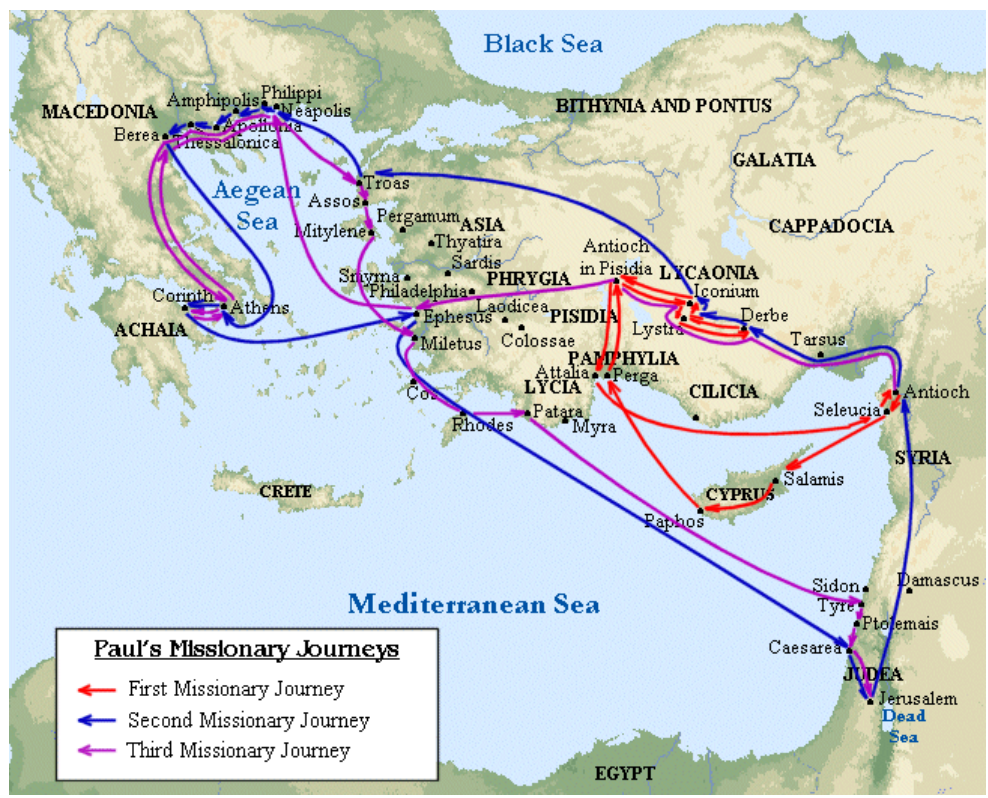 Black Sea
MACEDONIA
Amphipolis
Philippi
Neapolis
BITHYNIA AND PONTUS
Berea
Apollonia
Thessalonica
GALATIA
Aegean
Sea
Troas
Assos
Pergamum
ASIA
CAPPADOCIA
Mitylene
Thyatira
Antioch
in Pisidia
LYCAONIA
Sardis
Smyrna
PHRYGIA
Philadelphia
Iconium
Corinth
Athens
Laodicea
Ephesus
PISIDIA
Lystra
Derbe
ACHAIA
Miletus
Colossae
Tarsus
PAMPHYLIA
Attalia
Perga
Cos
LYCIA
CILICIA
Antioch
Rhodes
Patara
Myra
Seleucia
SYRIA
CRETE
CYPRUS
Salamis
Paphos
Mediterranean Sea
Sidon
Damascus
Tyre
Ptolemais
Caesarea
JUDEA
Jerusalem
Dead
Sea
EGYPT
Paul's Missionary Journeys
First Missionary Journey
Second Missionary Journey
Third Missionary Journey